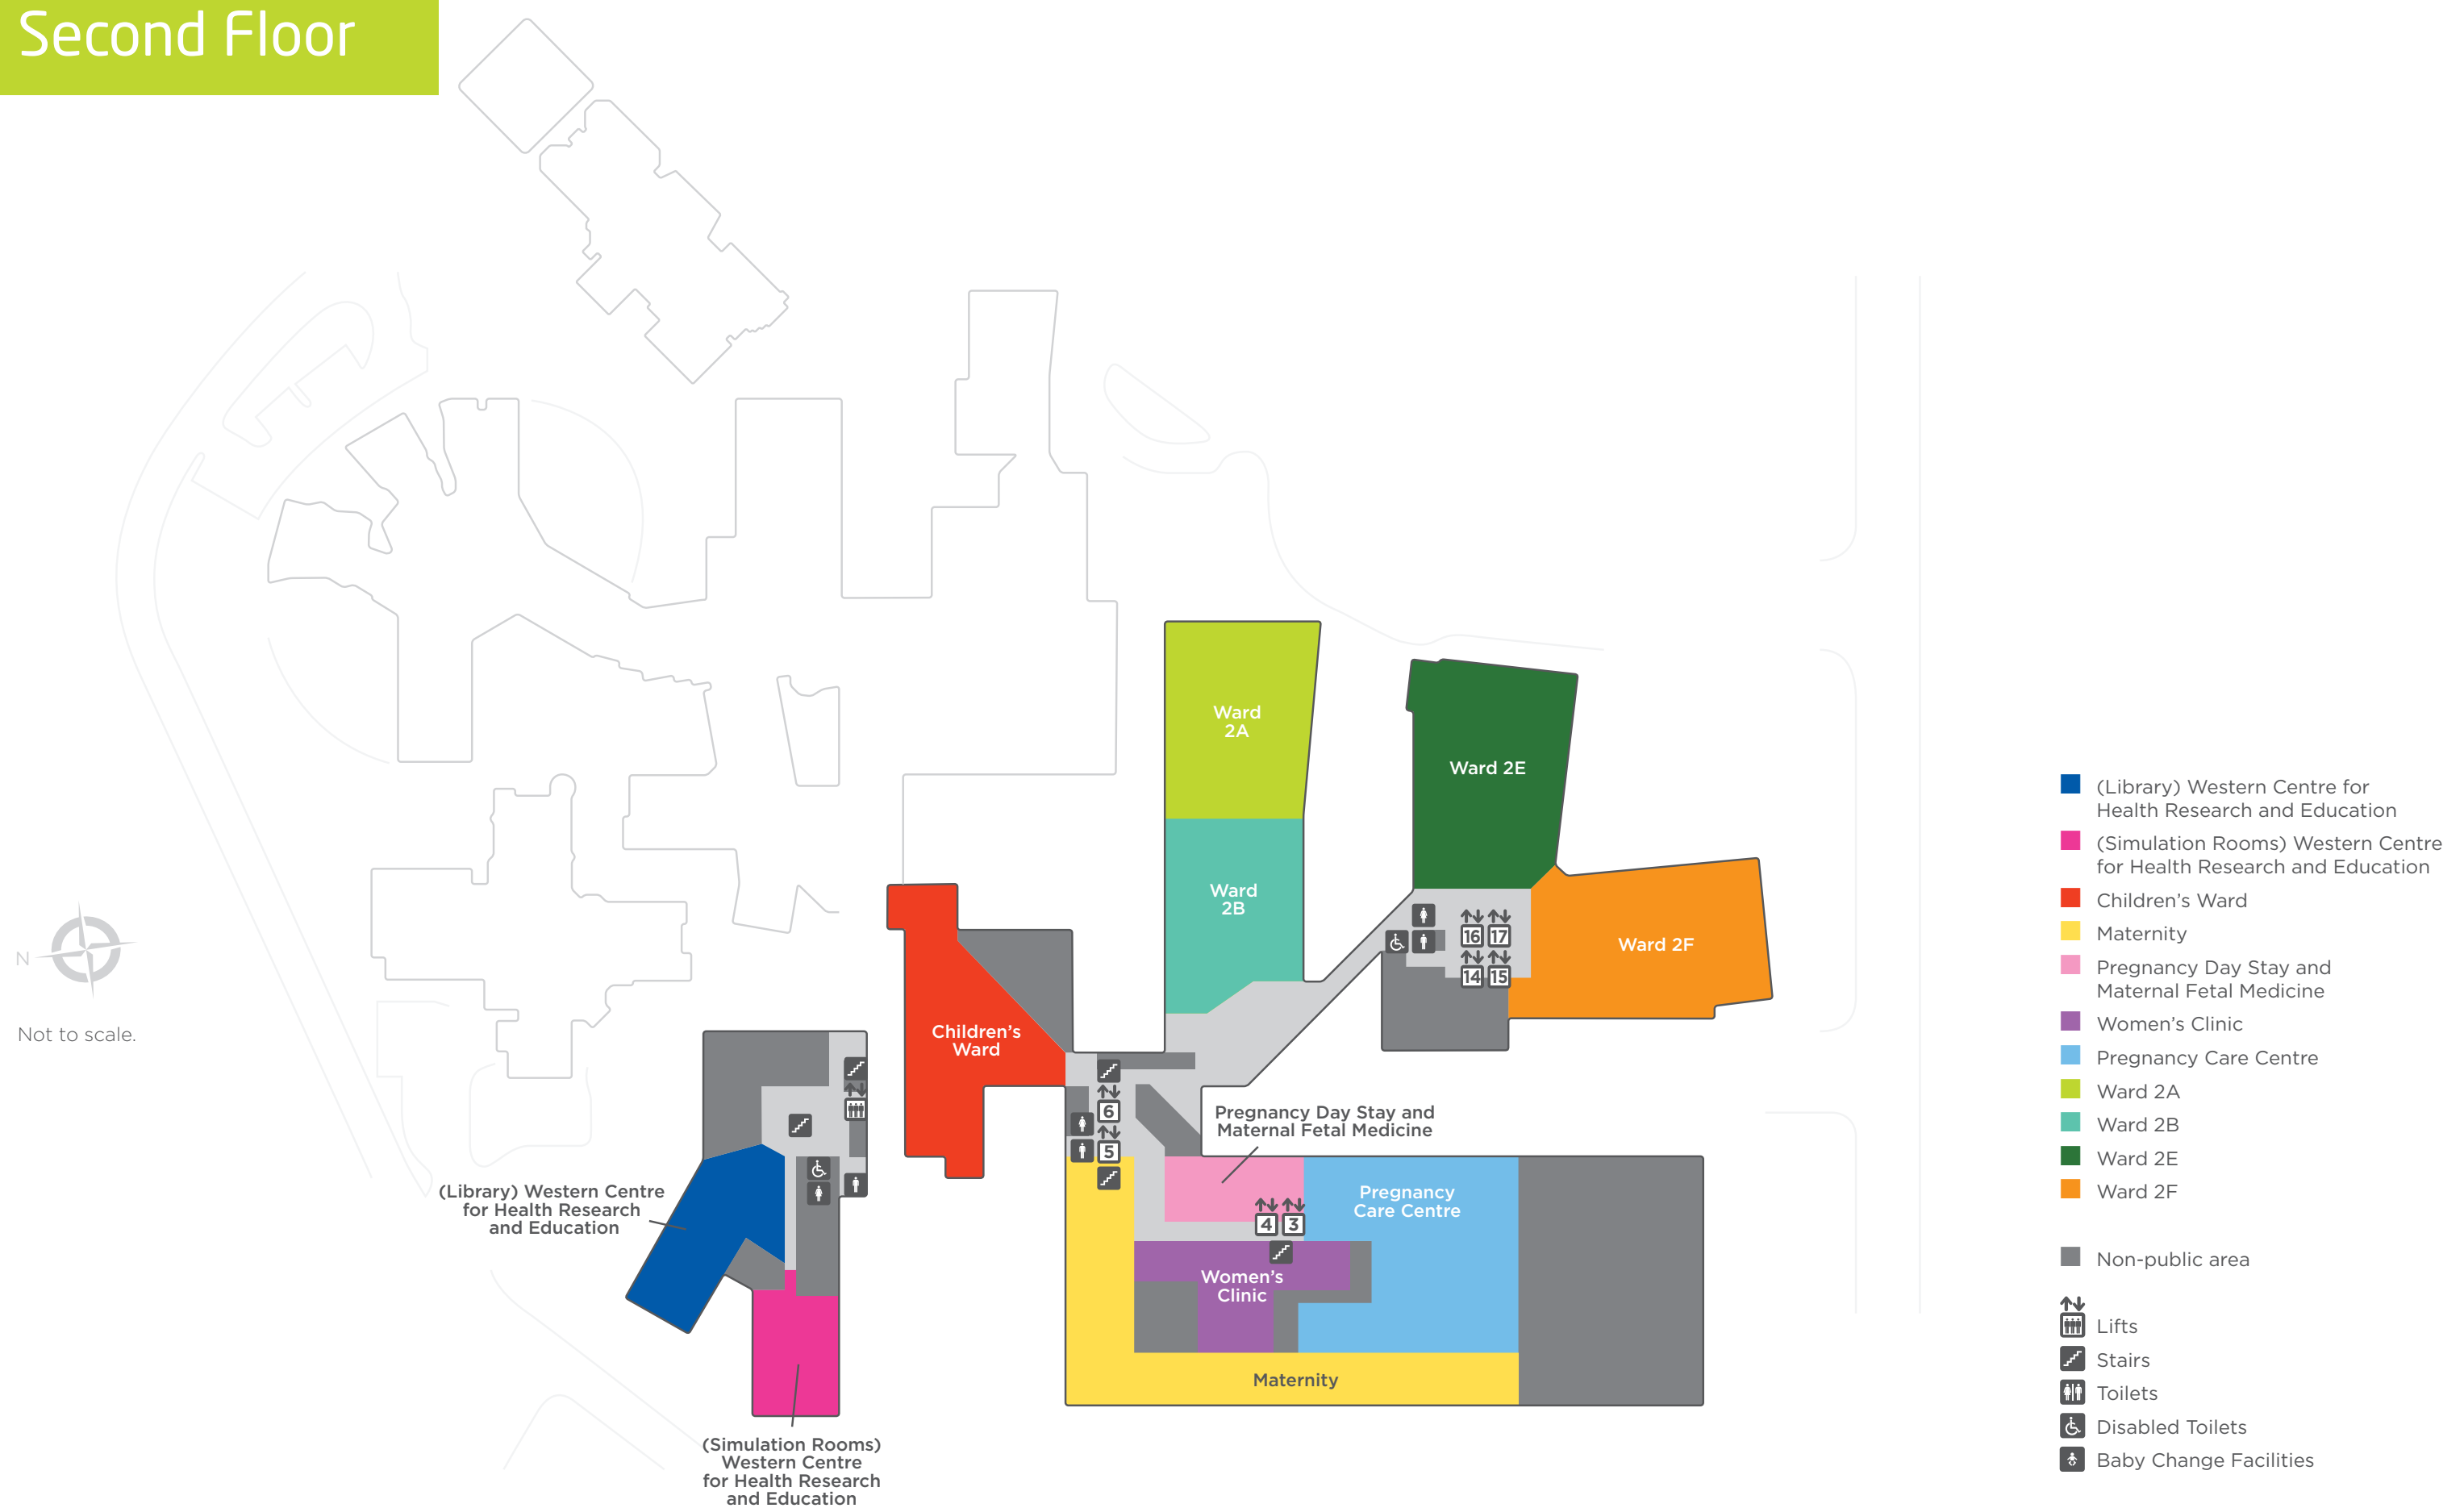 Second Floor
Ward
2A
Ward 2E
Ward
2B
Ward 2F
16 17
14 15
Children's
Ward
6
5
Pregnancy Day Stay and
Maternal Fetal Medicine
4 3
Pregnancy
Care Centre
Women's
Clinic
Maternity
(Library) Western Centre
for Health Research
and Education
(Simulation Rooms)
Western Centre
for Health Research
and Education
N
Not to scale.
(Library) Western Centre for
Health Research and Education
(Simulation Rooms) Western Centre
for Health Research and Education
Children's Ward
Maternity
Pregnancy Day Stay and
Maternal Fetal Medicine
Women's Clinic
Pregnancy Care Centre
Ward 2A
Ward 2B
Ward 2E
Ward 2F
Non-public area
Lifts
Stairs
Toilets
Disabled Toilets
Baby Change Facilities